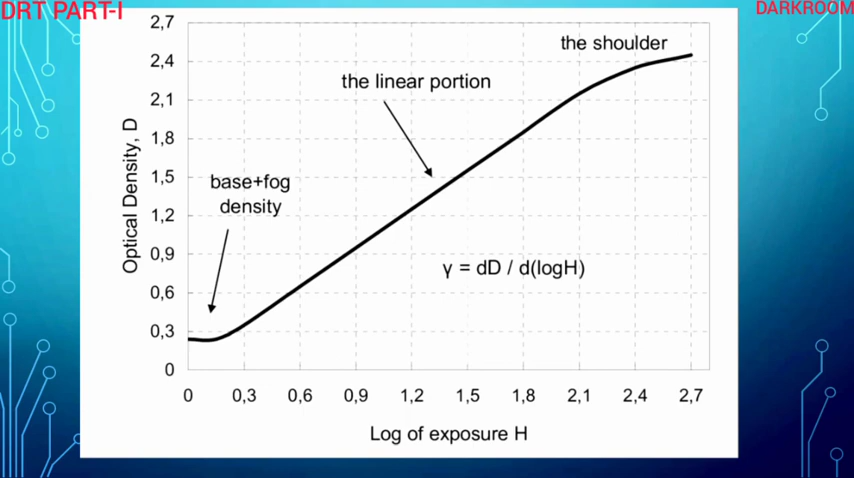 DRT PART-I
DARKROOM
2,7
2,4
2,1
1,8
1,5
1,2
0,9
0,6
0,3
0
Optical Density, D
the shoulder
the linear portion
base+fog
density
γ = dD / d(logH)
0 0,3 0,6 0,9 1,2 1,5 1,8 2,1 2,4 2,7
Log of exposure H